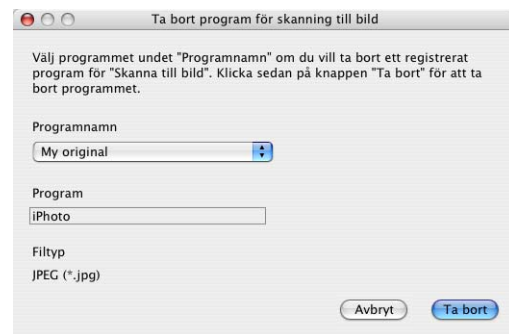 Ta bort program för skanning till bild
Välj programmet undet "Programnamn" om du vill ta bort ett registrerat
program för "Skanna till bild". Klicka sedan på knappen "Ta bort" för att ta
bort programmet.
Programnamn
My original
Program
iPhoto
Filtyp
JPEG (*.jpg)
Avbryt
Ta bort